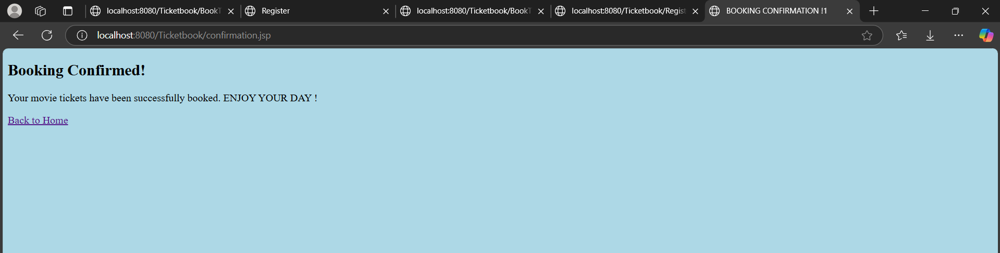 localhost:8080/Ticketbook/BookT
Register
localhost:8080/Ticketbook/BookT
localhost:8080/Ticketbook/Regist
BOOKING CONFIRMATION !1
localhost:8080/Ticketbook/confirmation.jsp
Booking Confirmed!
Your movie tickets have been successfully booked. ENJOY YOUR DAY !
Back to Home